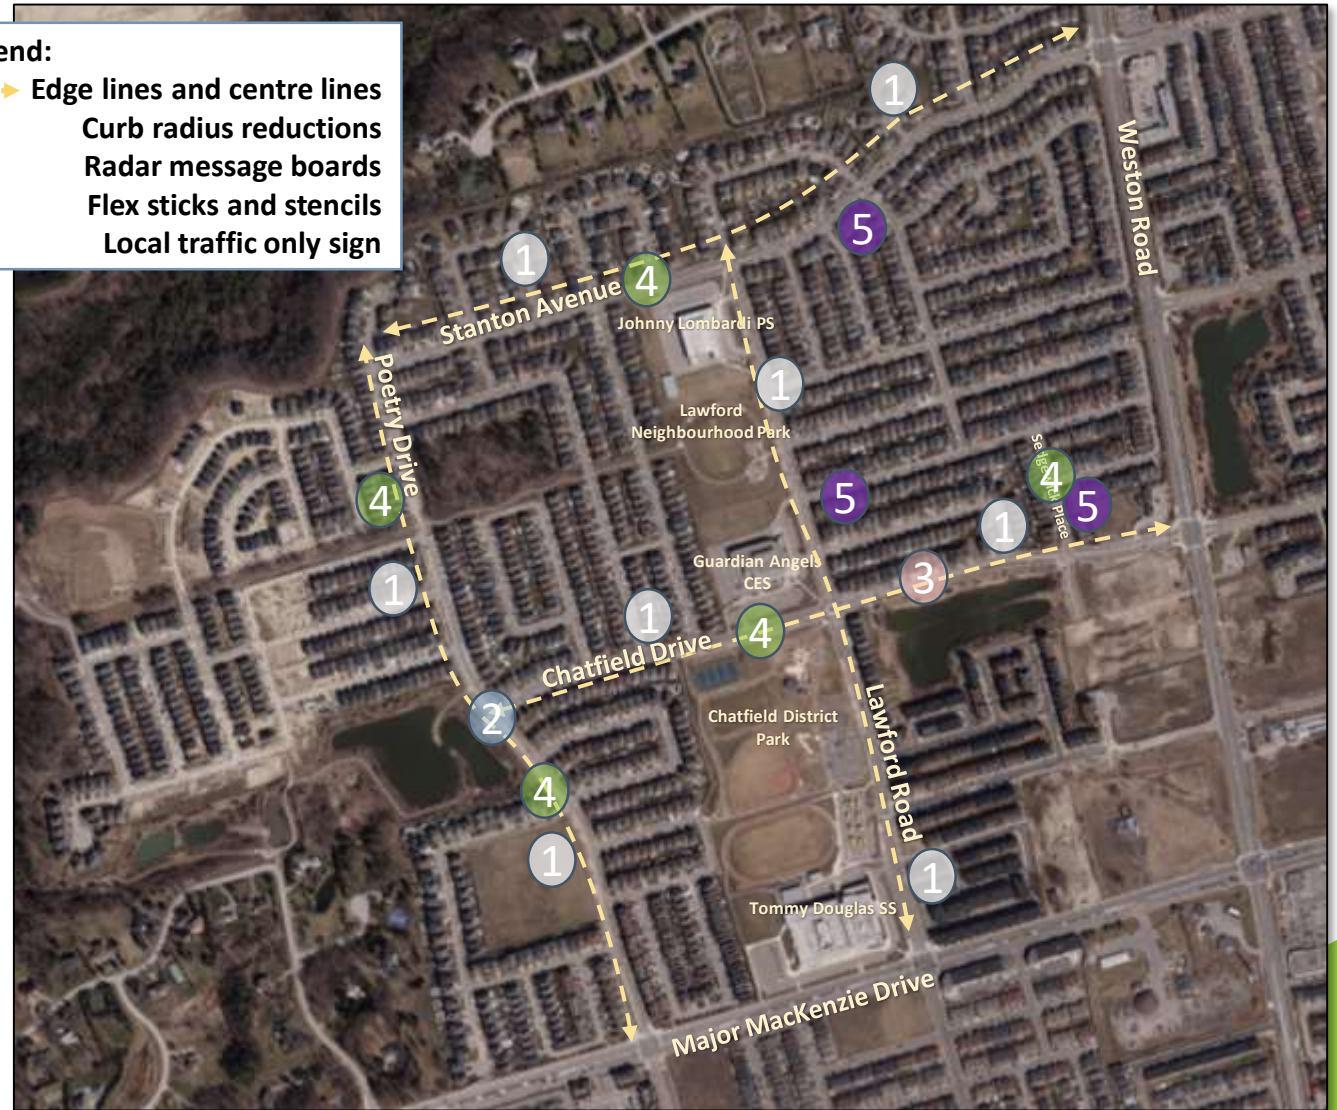 end:
Edge lines and centre lines
Curb radius reductions
Radar message boards
Flex sticks and stencils
Local traffic only sign
1
Weston Road
5
1
4
Stanton Avenue
Johnny Lombardi PS
Poetry Drive
1
Lawford
Neighbourhood Park
4
5
4
5
Place
1
Guardian Angels
CES
3
1
1
4
Chatfield Drive
2
Chatfield District
Park
Lawford Road
4
1
1
Tommy Douglas SS
Major MacKenzie Drive